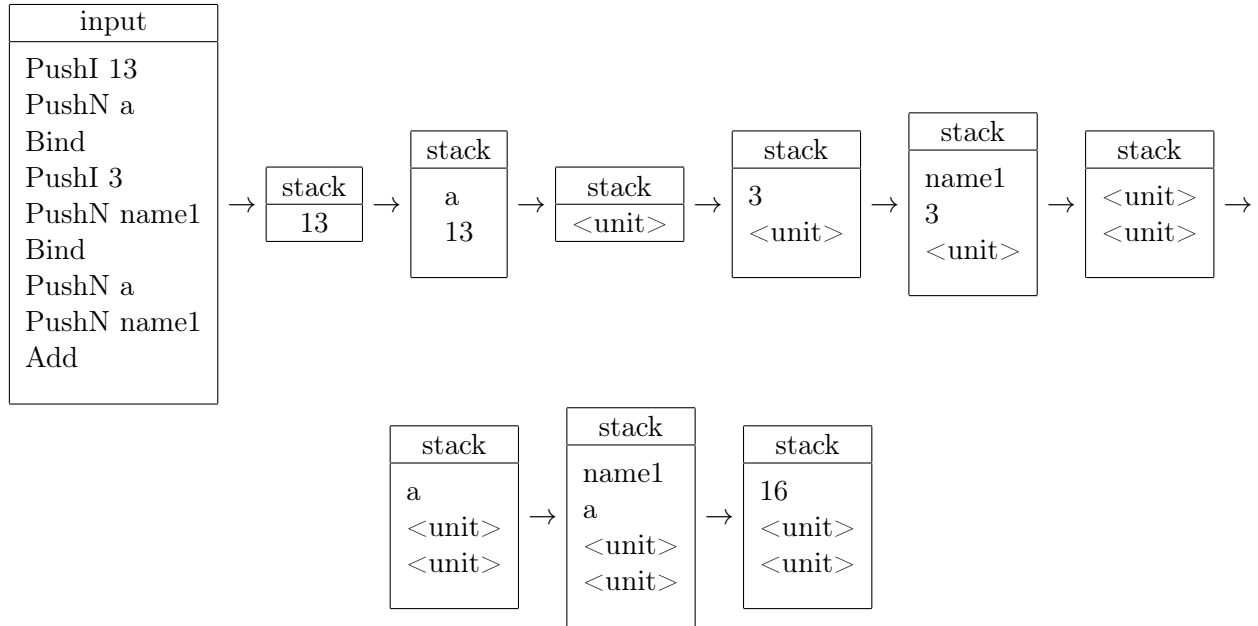 input
PushI 13
PushN a
Bind
PushI 3
PushN name1
Bind
PushN a
PushN name1
Add
→
stack
13
→
stack
a
13
→
stack
<unit>
→
stack
3
<unit>
→
stack
name1
3
<unit>
→
stack
<unit>
<unit>
→
stack
a
<unit>
<unit>
→
stack
name1
a
<unit>
<unit>
→
stack
16
<unit>
<unit>